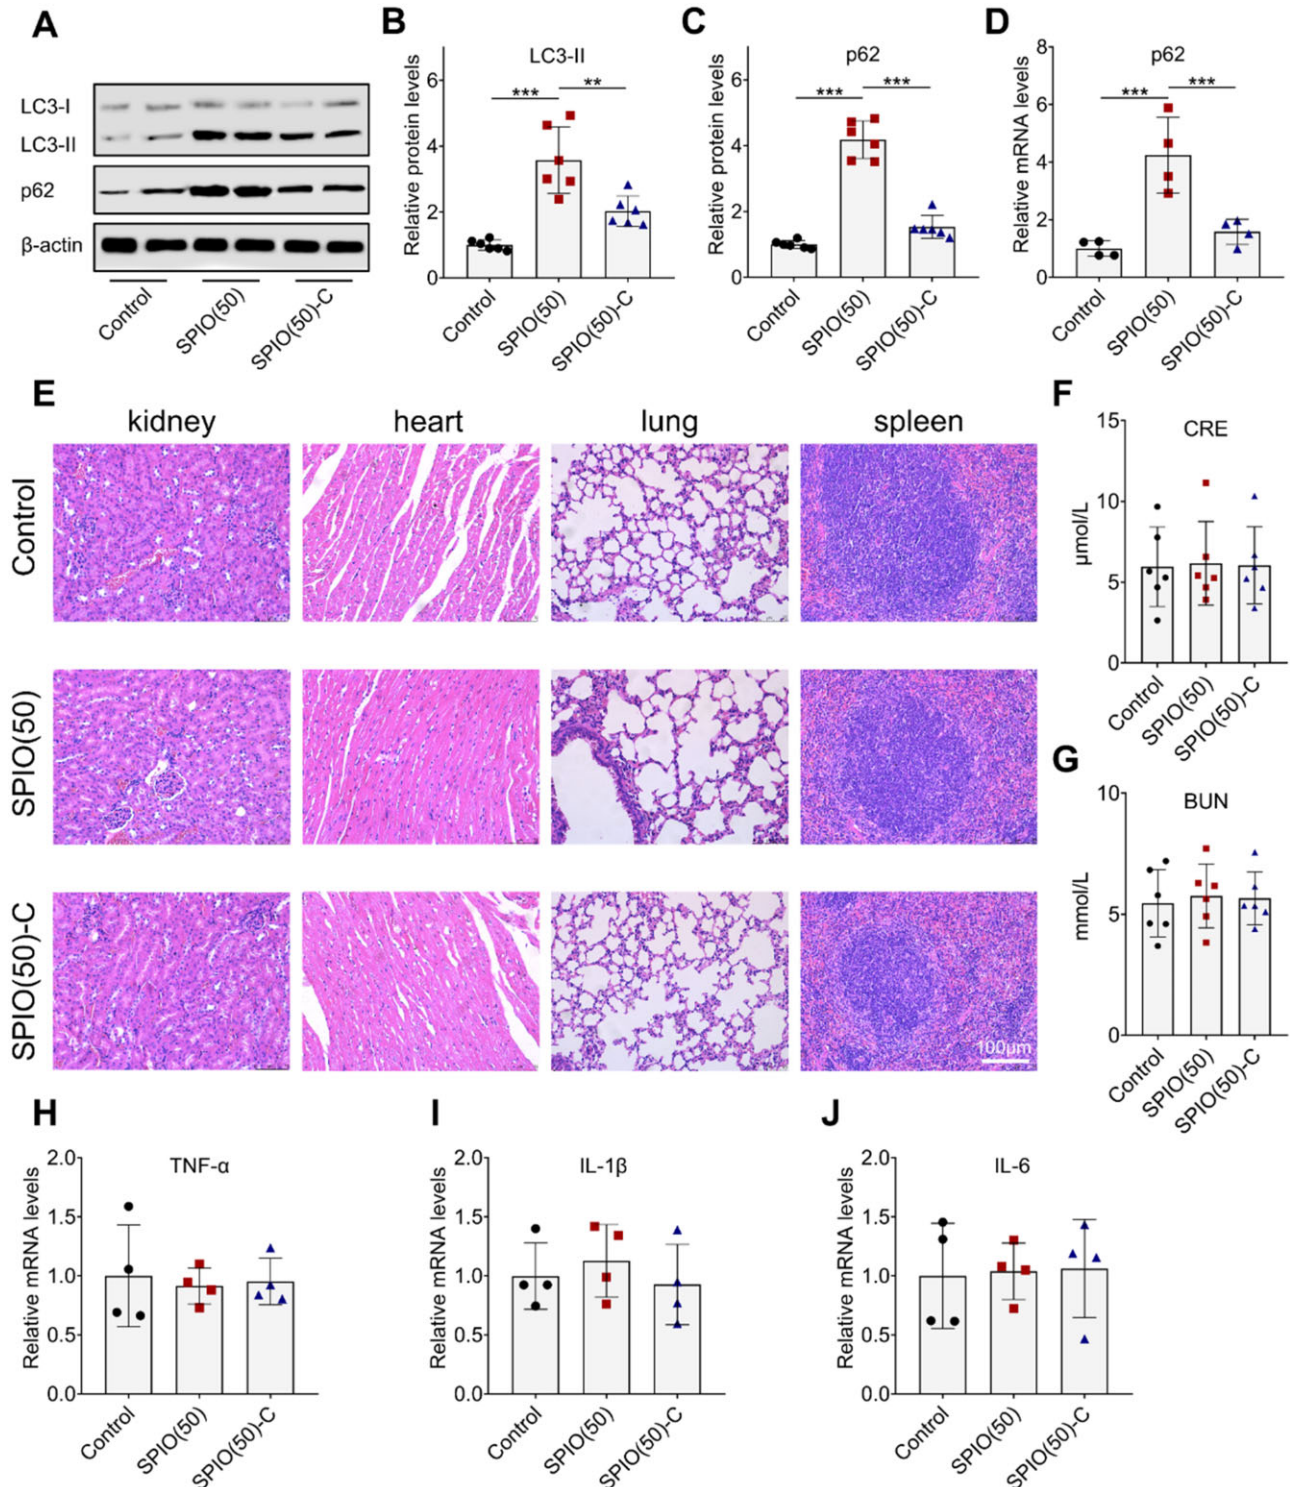 A
LC3-I
LC3-II
p62
β-actin
Control
SPIO(50)
SPIO(50)-C
B
LC3-II
Relative protein levels
6
4
2
0
***
**
Control
SPIO(50)
SPIO(50)-C
C
p62
Relative protein levels
6
4
2
0
***
***
Control
SPIO(50)
SPIO(50)-C
D
p62
Relative mRNA levels
8
6
4
2
0
***
***
Control
SPIO(50)
SPIO(50)-C
E
kidney
heart
lung
spleen
Control
SPIO(50)
SPIO(50)-C
100μm
F
CRE
μmol/L
15
10
5
0
Control
SPIO(50)
SPIO(50)-C
G
BUN
mmol/L
10
5
0
Control
SPIO(50)
SPIO(50)-C
H
TNF-α
Relative mRNA levels
2.0
1.5
1.0
0.5
0.0
Control
SPIO(50)
SPIO(50)-C
I
IL-1β
Relative mRNA levels
2.0
1.5
1.0
0.5
0.0
Control
SPIO(50)
SPIO(50)-C
J
IL-6
Relative mRNA levels
2.0
1.5
1.0
0.5
0.0
Control
SPIO(50)
SPIO(50)-C